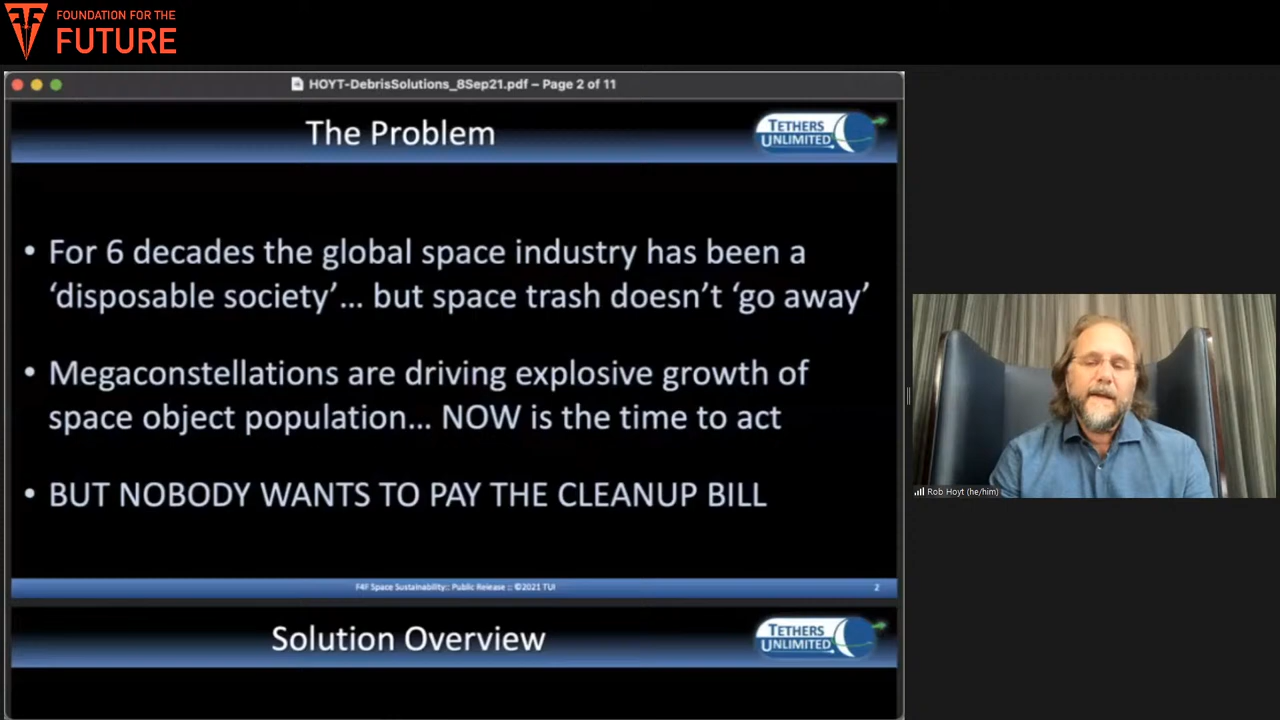 FOUNDATION FOR THE
FUTURE
HOYT-DebrisSolutions_8Sep21.pdf – Page 2 of 11
The Problem
TETHERS
UNLIMITED
• For 6 decades the global space industry has been a
‘disposable society’… but space trash doesn’t ‘go away’
• Megaconstellations are driving explosive growth of
space object population… NOW is the time to act
• BUT NOBODY WANTS TO PAY THE CLEANUP BILL
F4F Space Sustainability:: Public Release :: ©2021 TUI
2
Solution Overview
TETHERS
UNLIMITED
Rob Hoyt (he/him)